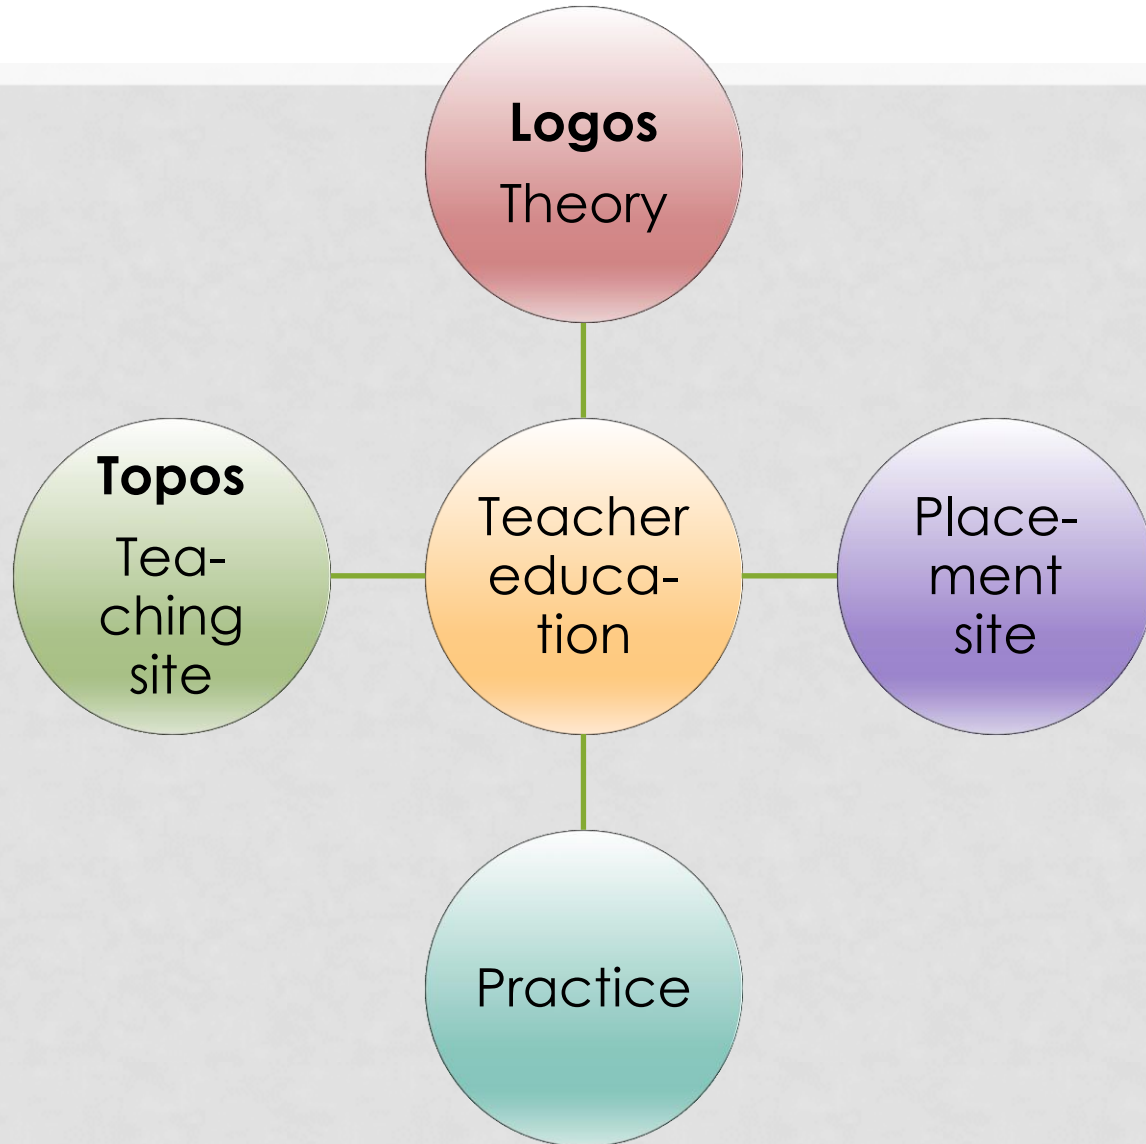 Logos
Theory
Topos
Tea-
ching
site
Teacher
educa-
tion
Place-
ment
site
Practice